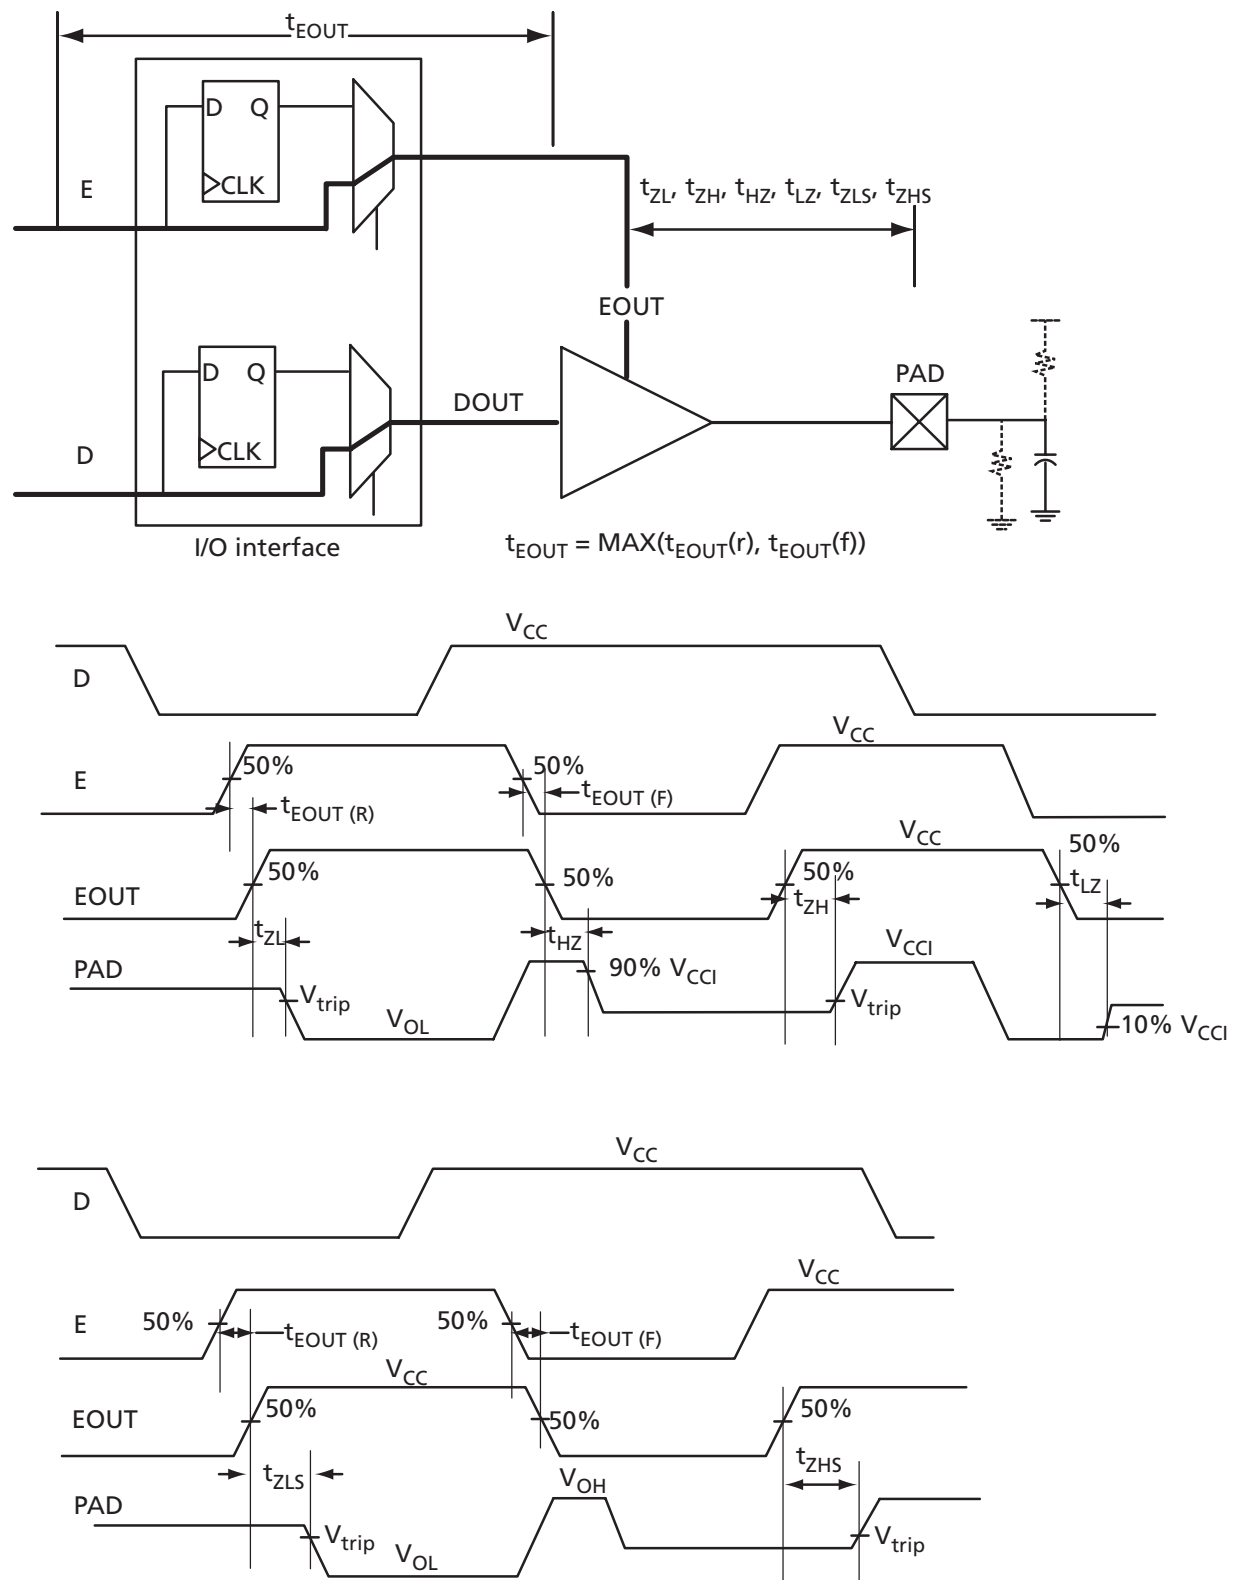 tEOUT
D Q
CLK
E
tZL, tZH, tHZ, tLZ, tZLS, tZHS
EOUT
D Q
CLK
DOUT
PAD
D
I/O interface
tEOUT = MAX(tEOUT(r), tEOUT(f))
VCC
D
VCC
E
50%
50%
tEOUT (R)
tEOUT (F)
VCC
50%
EOUT
50%
50%
50%
tZL
tHZ
tZH
tLZ
PAD
Vtrip
VOL
90% VCCI
VCCI
Vtrip
10% VCCI
VCC
D
VCC
E
50%
tEOUT (R)
50%
tEOUT (F)
VCC
EOUT
50%
50%
50%
tZLS
tZHS
PAD
VOH
Vtrip
VOL
Vtrip